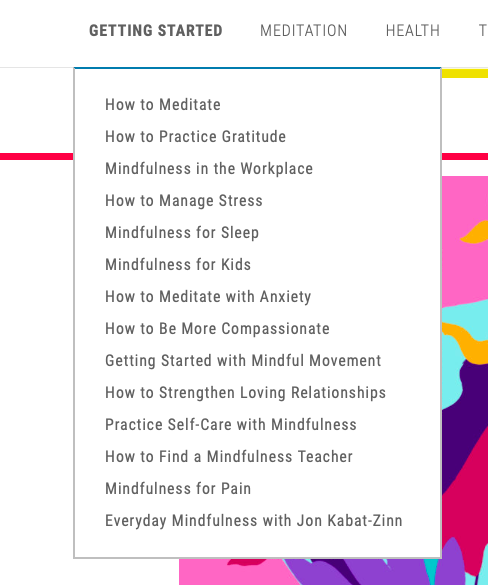 GETTING STARTED MEDITATION HEALTH
How to Meditate
How to Practice Gratitude
Mindfulness in the Workplace
How to Manage Stress
Mindfulness for Sleep
Mindfulness for Kids
How to Meditate with Anxiety
How to Be More Compassionate
Getting Started with Mindful Movement
How to Strengthen Loving Relationships
Practice Self-Care with Mindfulness
How to Find a Mindfulness Teacher
Mindfulness for Pain
Everyday Mindfulness with Jon Kabat-Zinn